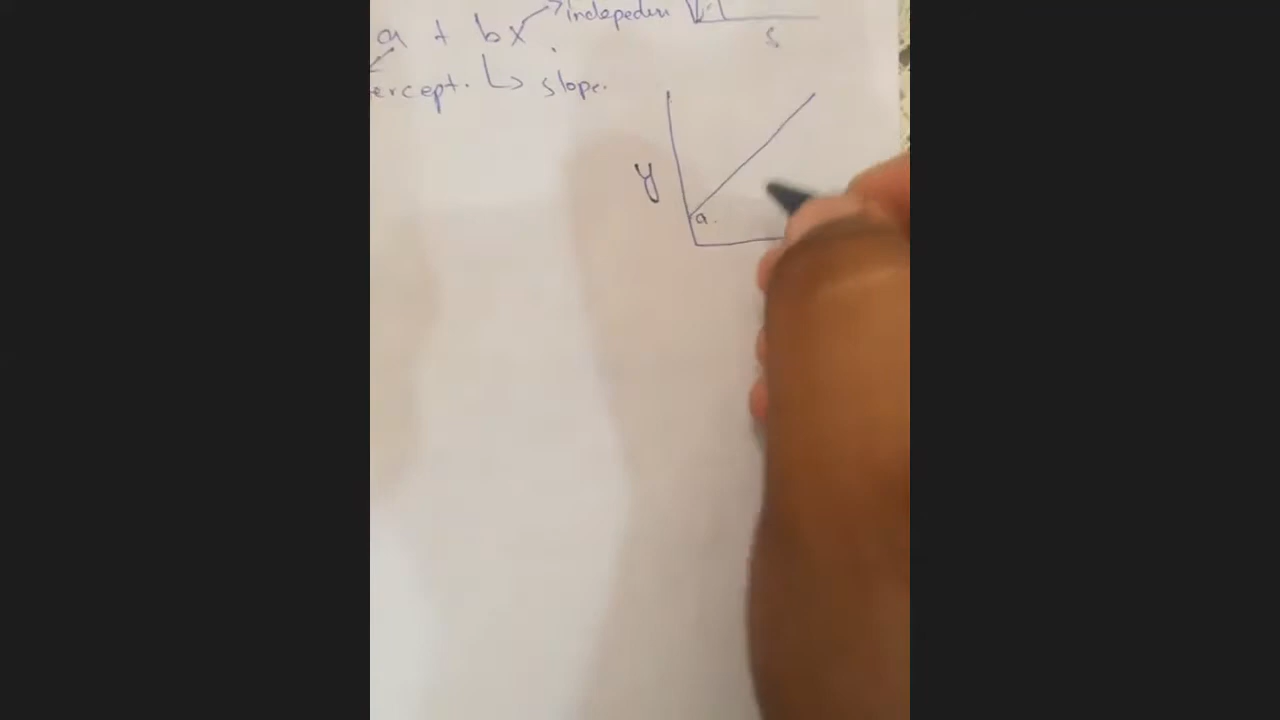 indepeden
a + bx
s
ercept. slope.
y
a.